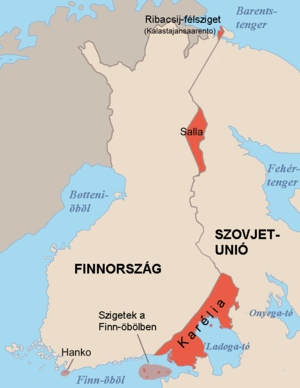 Ribacsij-félsziget
(Kalastajansaarento)
Barents-
tenger
Salla
Fehér-
tenger
Botteni-
öböl
SZOVJET-
UNIÓ
FINNORSZÁG
Karélia
Szigetek a
Finn-öbölben
Onyega-tó
Ladoga-tó
Hanko
Finn-öböl